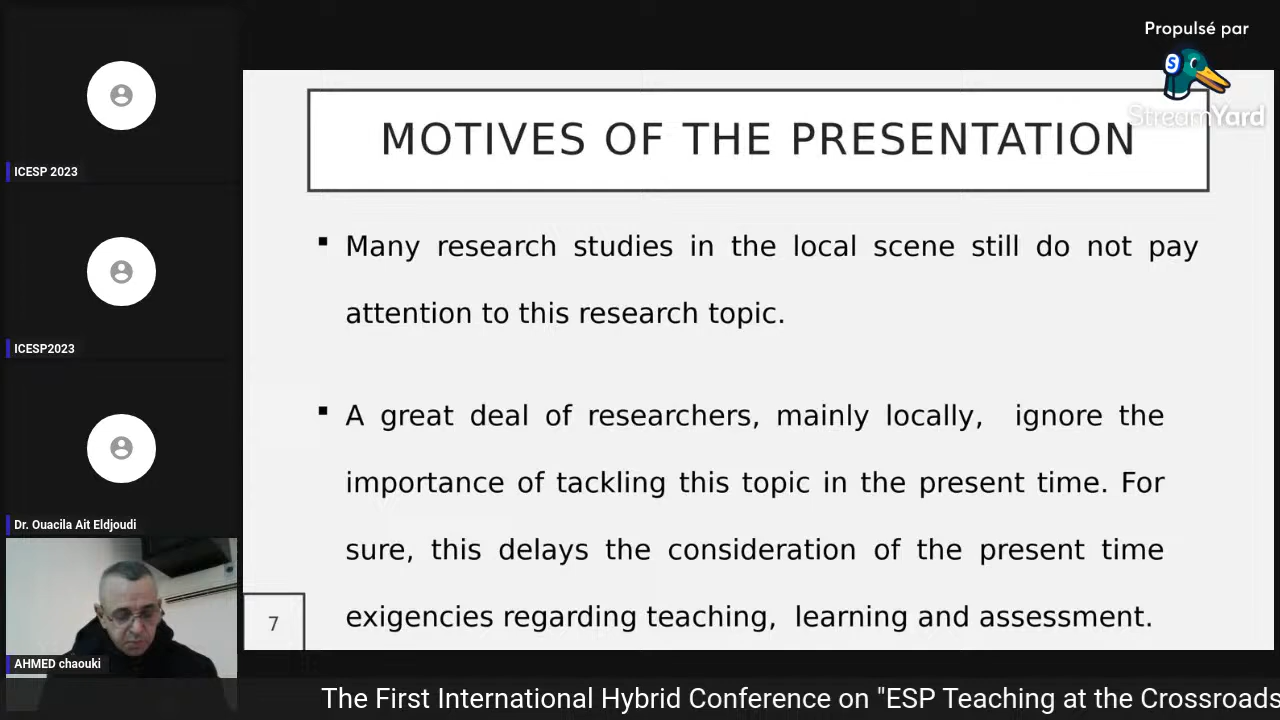 Propulsé par
StreamYard
ICESP 2023
ICESP2023
Dr. Ouacila Ait Eldjoudi
AHMED chaouki
MOTIVES OF THE PRESENTATION
▪ Many research studies in the local scene still do not pay
attention to this research topic.
▪ A great deal of researchers, mainly locally, ignore the
importance of tackling this topic in the present time. For
sure, this delays the consideration of the present time
exigencies regarding teaching, learning and assessment.
7
The First International Hybrid Conference on "ESP Teaching at the Crossroads